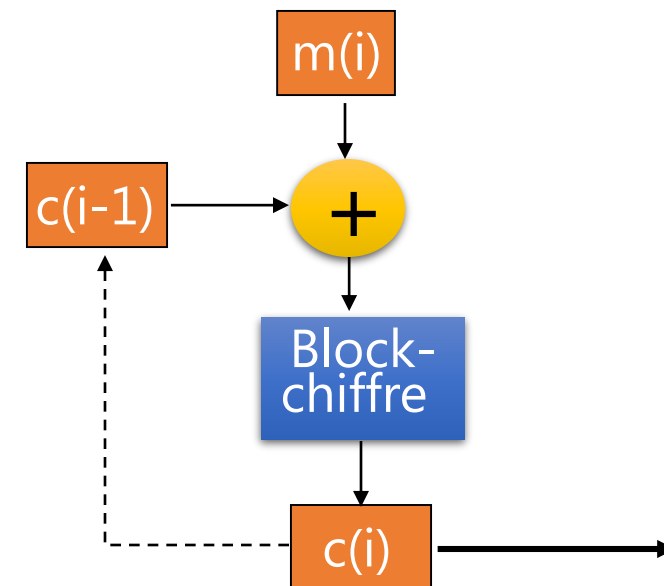 m(i)
c(i-1)
+
Block-
chiffre
c(i)